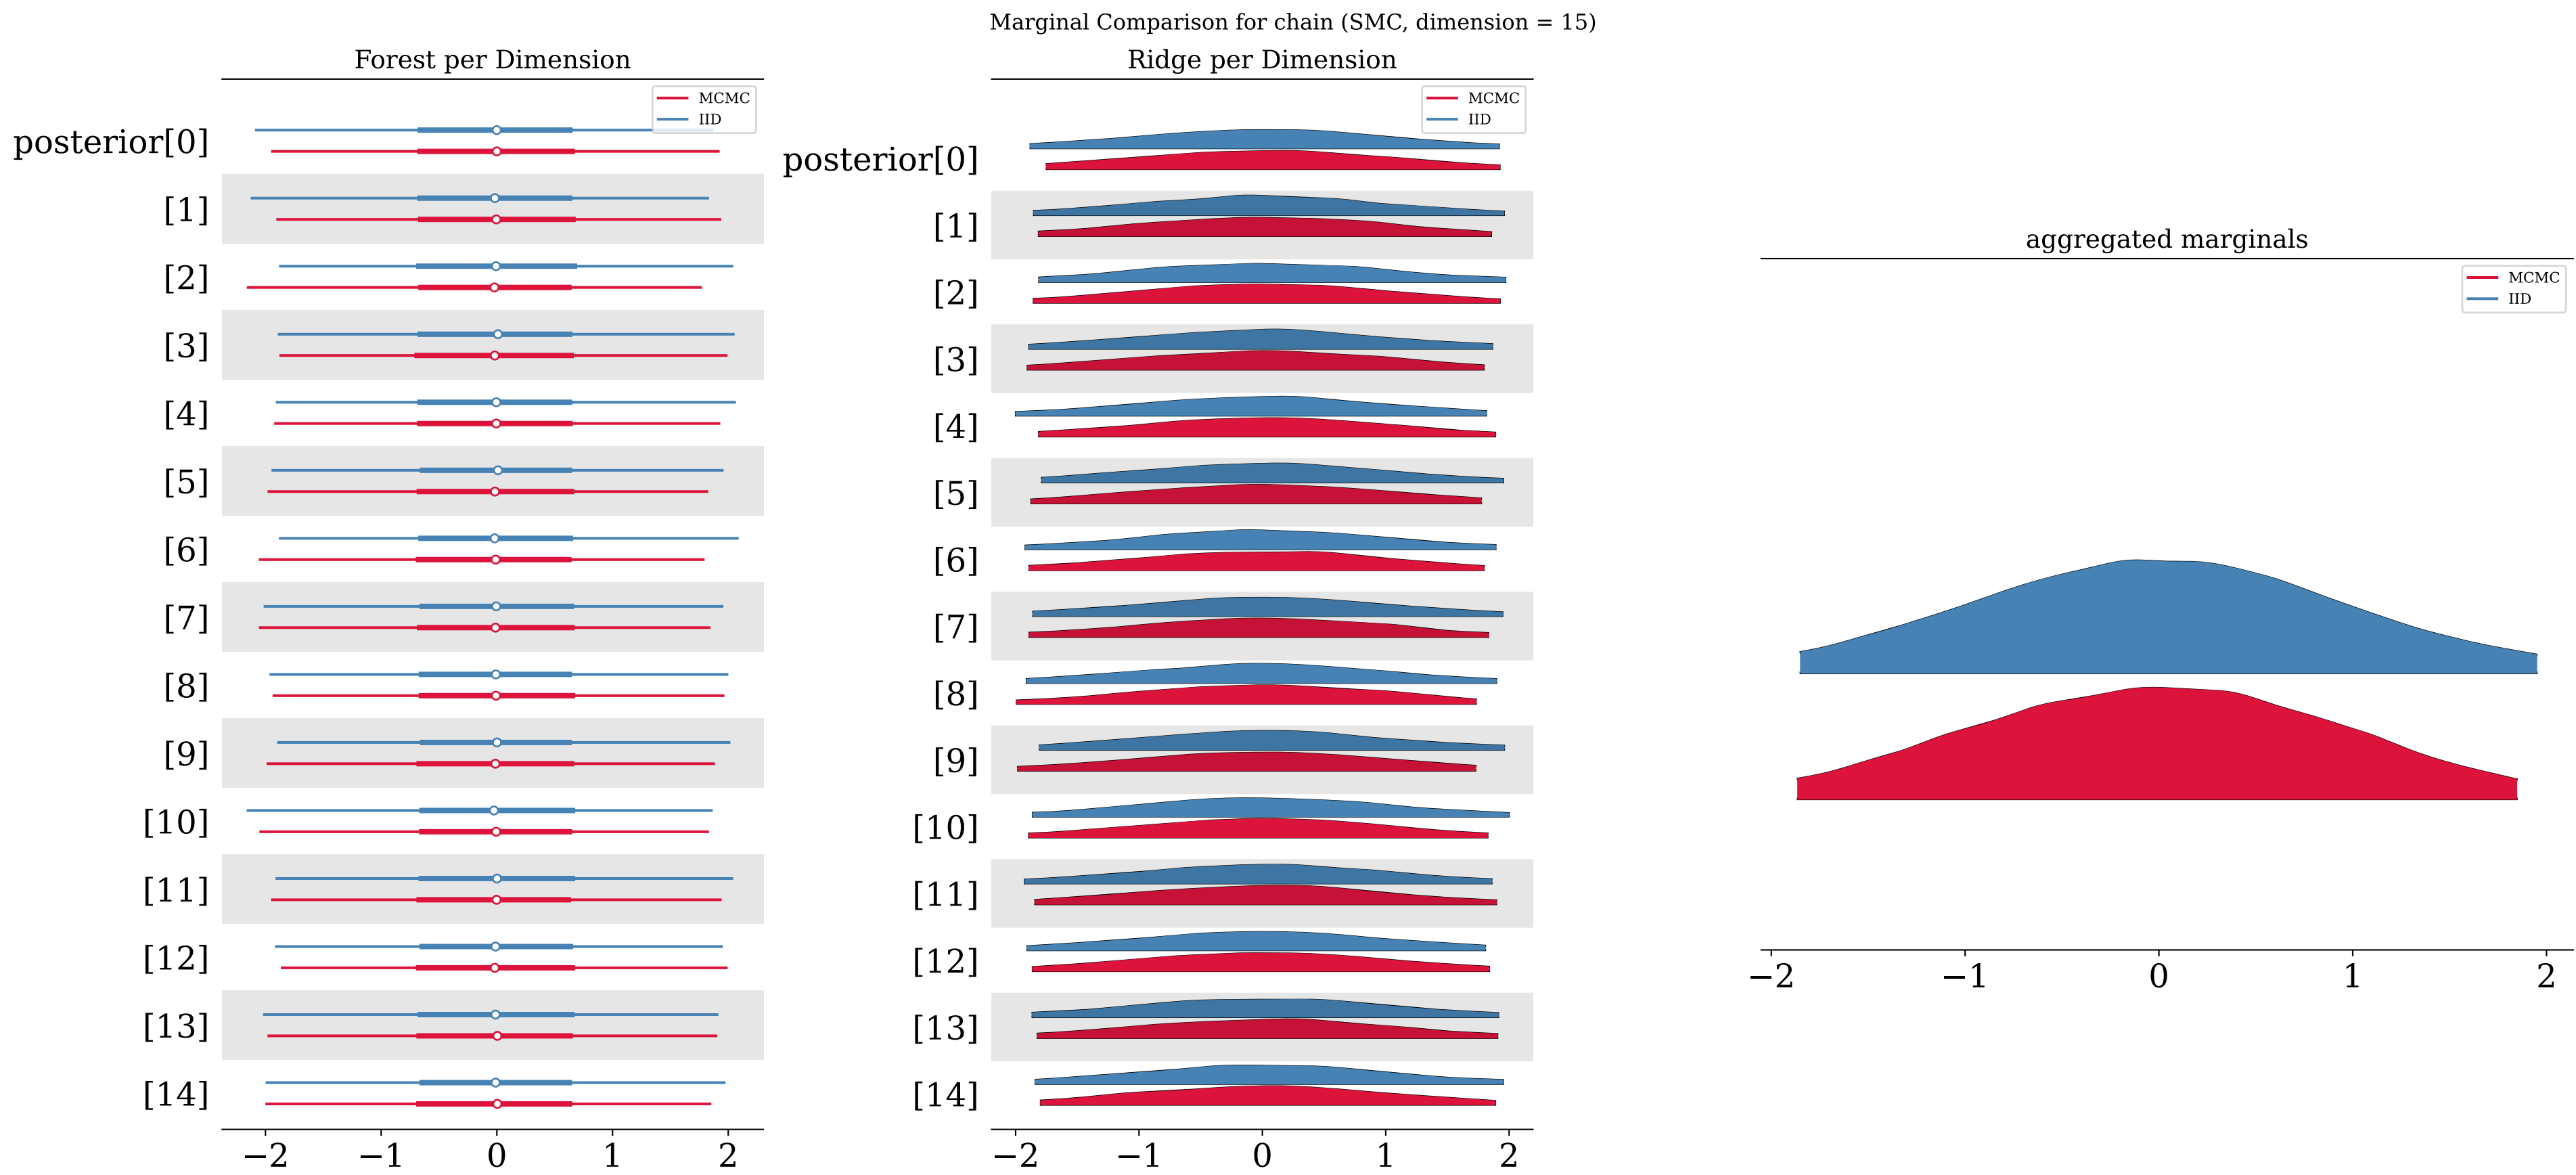 Marginal Comparison for chain (SMC, dimension = 15)
Forest per Dimension
MCMC
IID
posterior[0]
[1]
[2]
[3]
[4]
[5]
[6]
[7]
[8]
[9]
[10]
[11]
[12]
[13]
[14]
−2 −1 0 1 2
Ridge per Dimension
MCMC
IID
posterior[0]
[1]
[2]
[3]
[4]
[5]
[6]
[7]
[8]
[9]
[10]
[11]
[12]
[13]
[14]
−2 −1 0 1 2
aggregated marginals
MCMC
IID
−2 −1 0 1 2